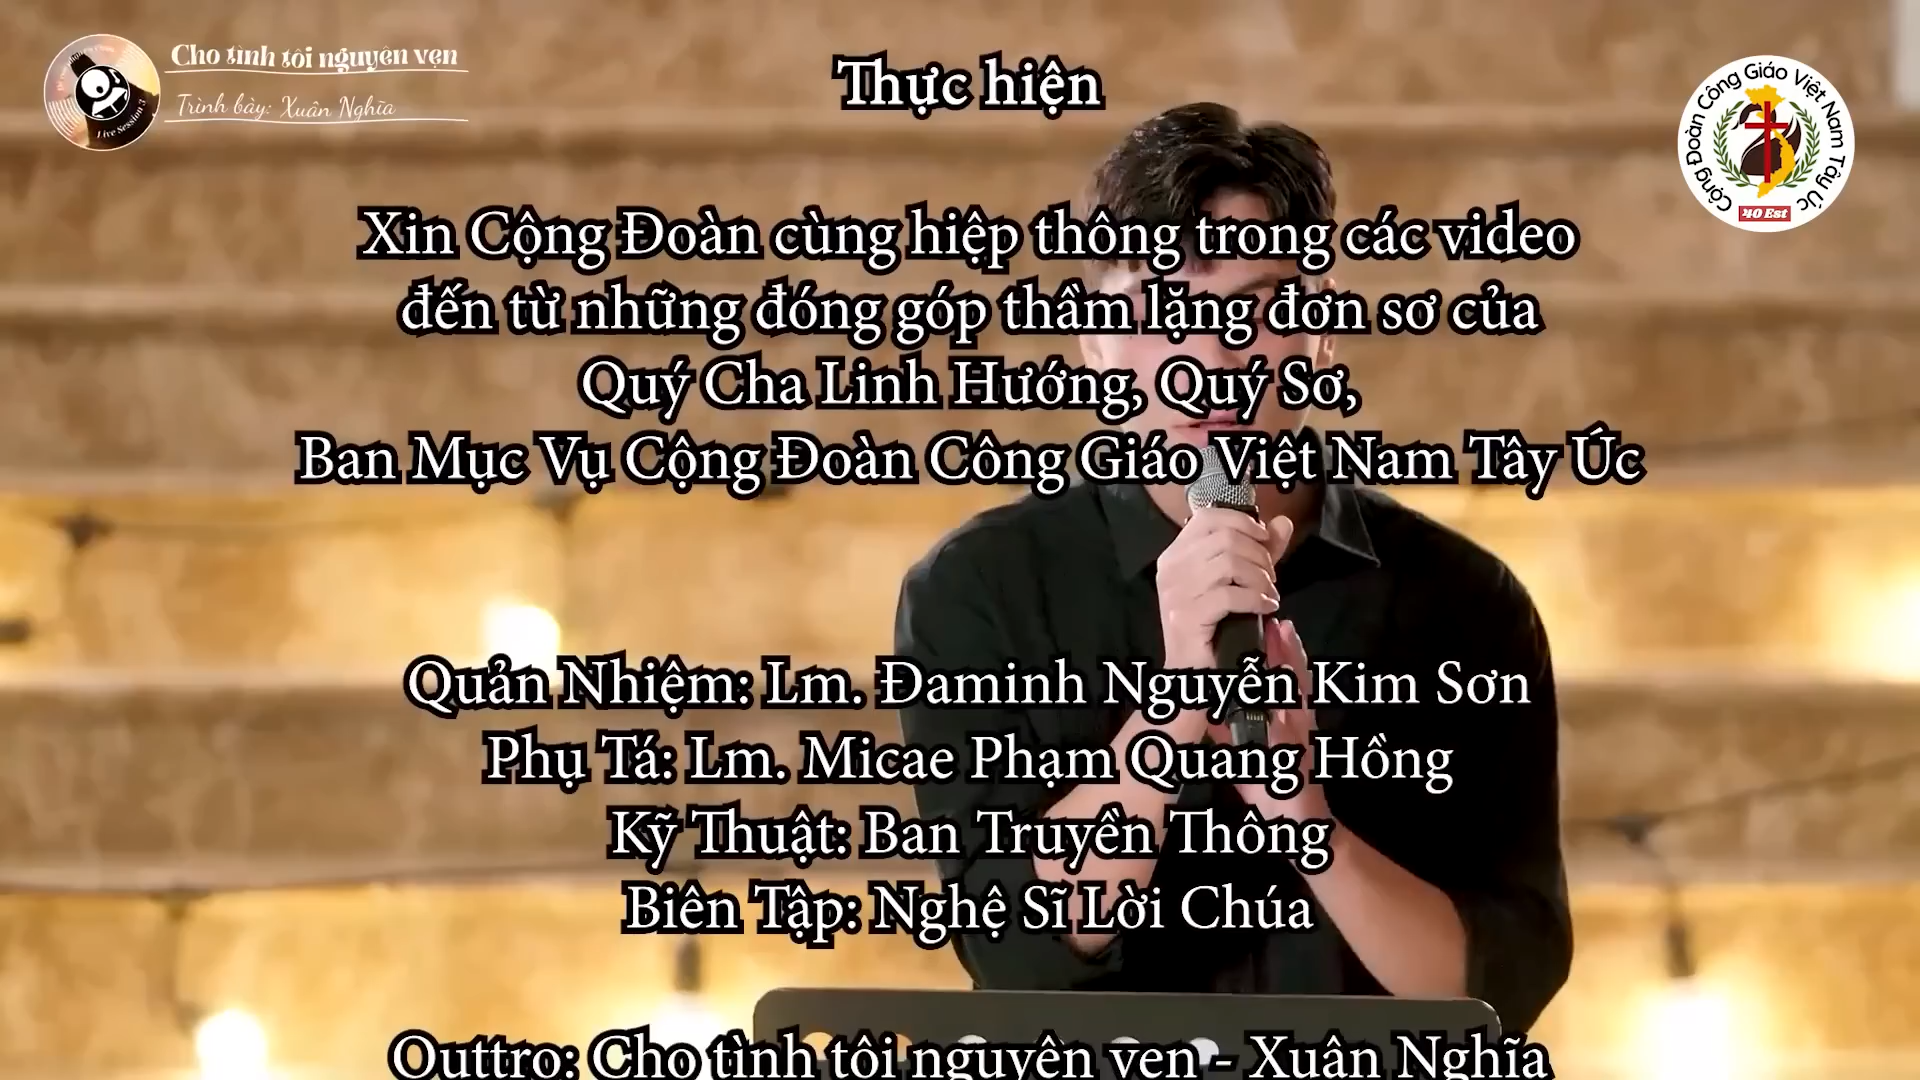 Cho tình tôi nguyên vẹn
Trình bày: Xuân Nghĩa
Live Session 3
Cộng Đoàn Công Giáo Việt Nam Tây Úc
40 Est
Thực hiện
Xin Cộng Đoàn cùng hiệp thông trong các video
đến từ những đóng góp thầm lặng đơn sơ của
Quý Cha Linh Hướng, Quý Sơ,
Ban Mục Vụ Cộng Đoàn Công Giáo Việt Nam Tây Úc
Quản Nhiệm: Lm. Đaminh Nguyễn Kim Sơn
Phụ Tá: Lm. Micae Phạm Quang Hồng
Kỹ Thuật: Ban Truyền Thông
Biên Tập: Nghệ Sĩ Lời Chúa
Outtro: Cho tình tôi nguyên vẹn - Xuân Nghĩa